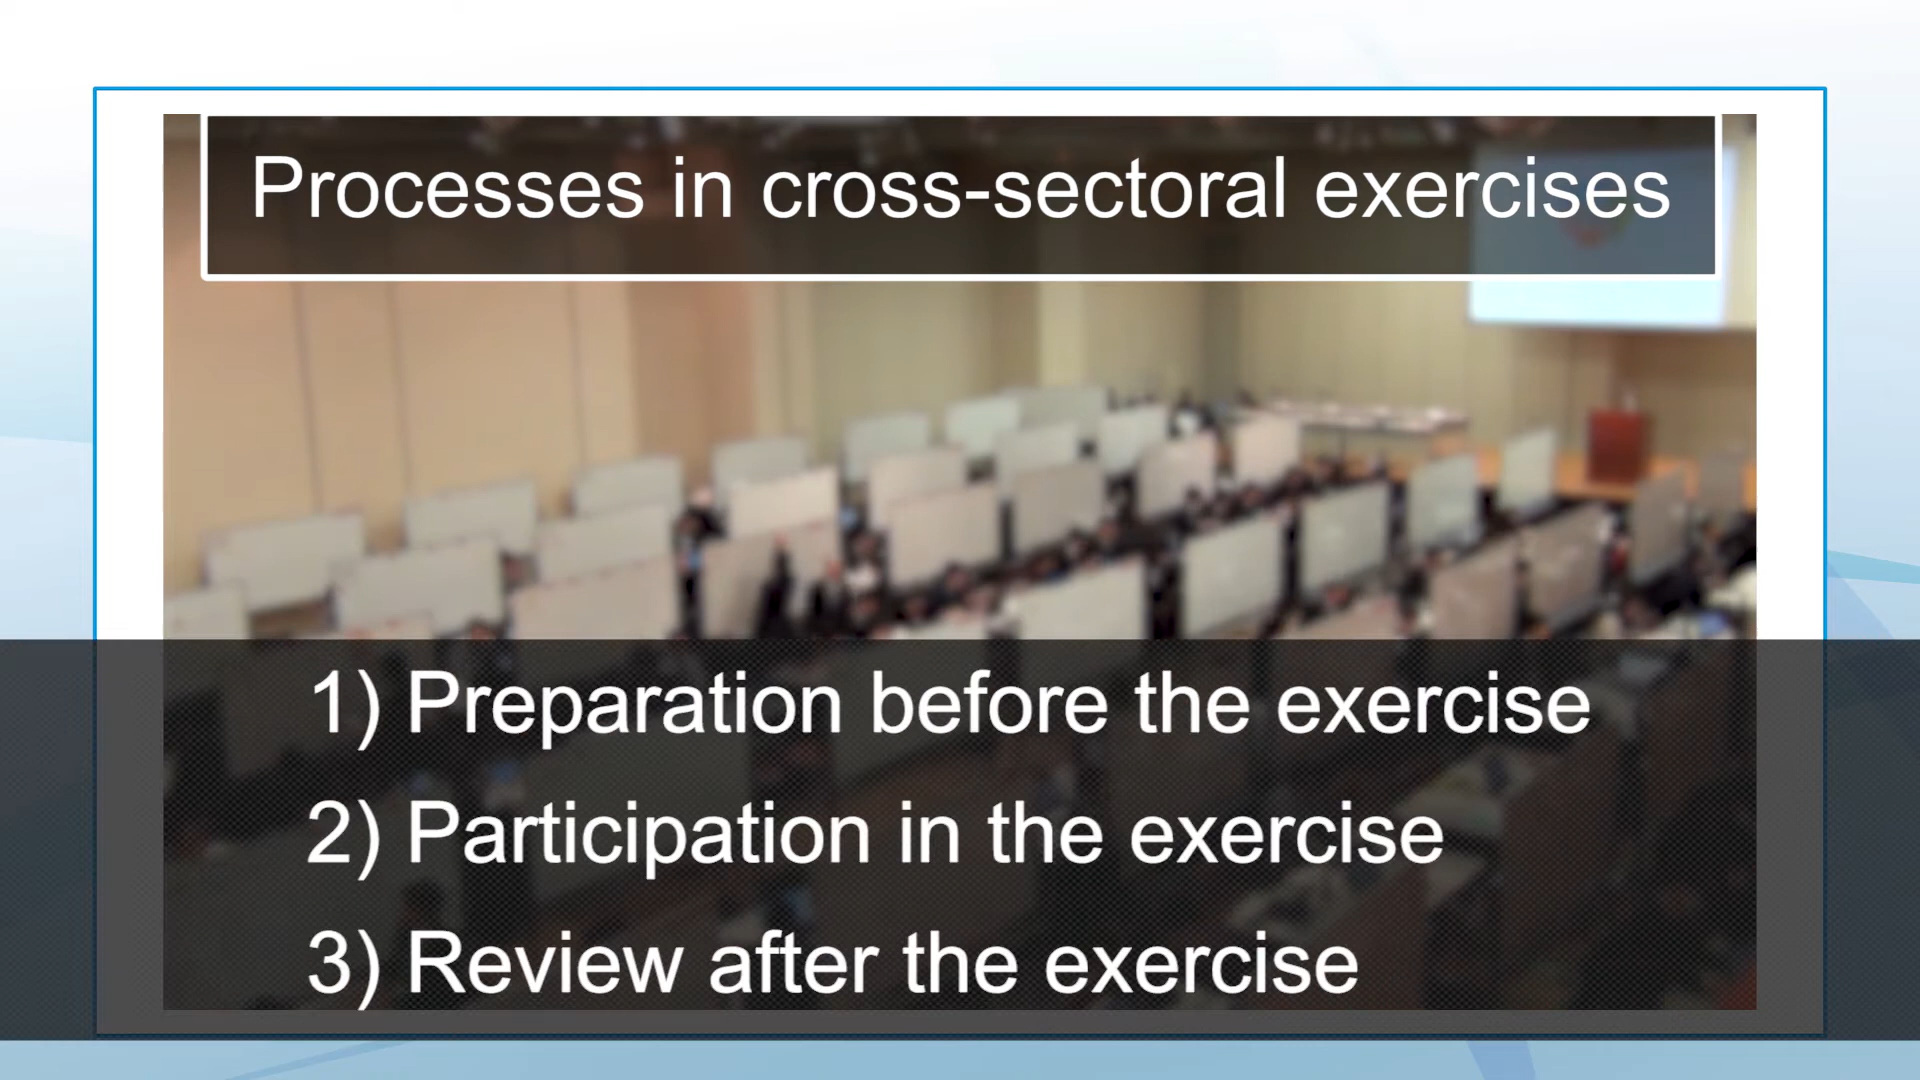 Processes in cross-sectoral exercises
1) Preparation before the exercise
2) Participation in the exercise
3) Review after the exercise